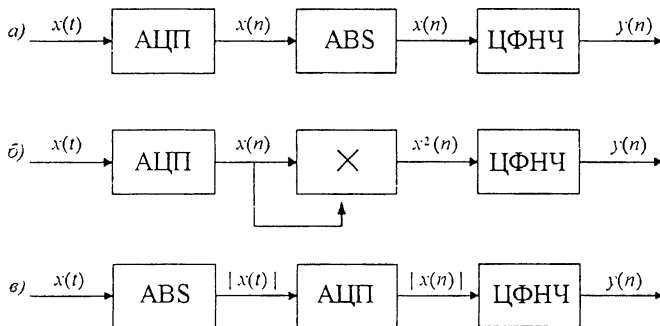 а) x(t) АЦП x(n) ABS x(n) ЦФНЧ y(n)
б) x(t) АЦП x(n) × x²(n) ЦФНЧ y(n)
в) x(t) ABS |x(t)| АЦП |x(n)| ЦФНЧ y(n)